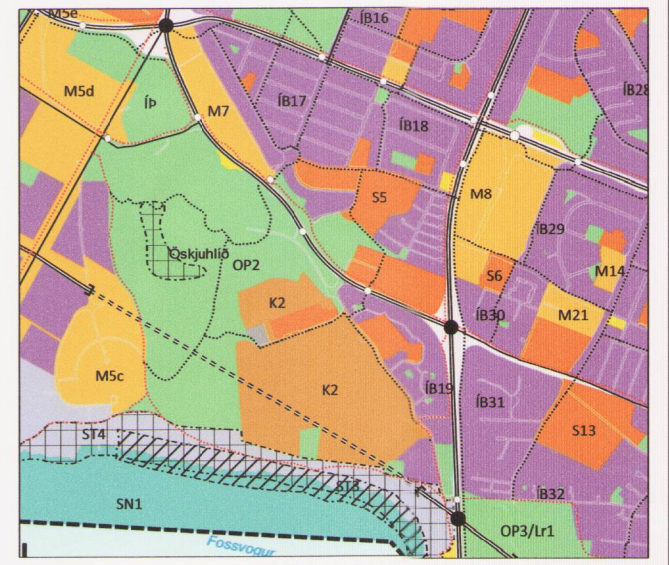 M5e
ÍB16
M5d
ÍÞ
M7
ÍB17
ÍB18
ÍB28
S5
M8
ÍB29
Öskjuhlíð
OP2
S6
M14
K2
ÍB30
M21
M5c
K2
ÍB19
ÍB31
S13
ST4
ST3
SN1
ÍB32
OP3/Lr1
Fossvogur